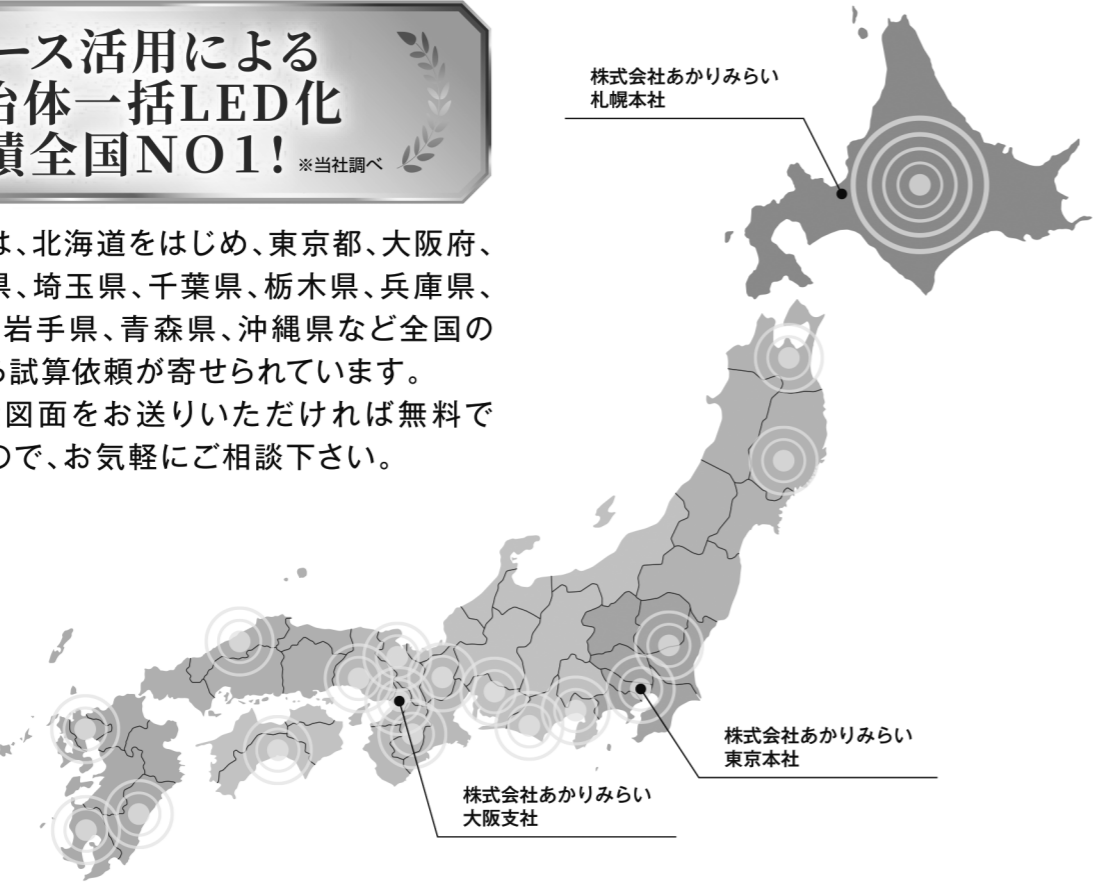 ース活用による
治体一括LED化
績全国NO1!※当社調べ
は、北海道をはじめ、東京都、大阪府、
県、埼玉県、千葉県、栃木県、兵庫県、
岩手県、青森県、沖縄県など全国の
ら試算依頼が寄せられています。
図面をお送りいただければ無料で
ので、お気軽にご相談下さい。
株式会社あかりみらい
札幌本社
株式会社あかりみらい
東京本社
株式会社あかりみらい
大阪支社